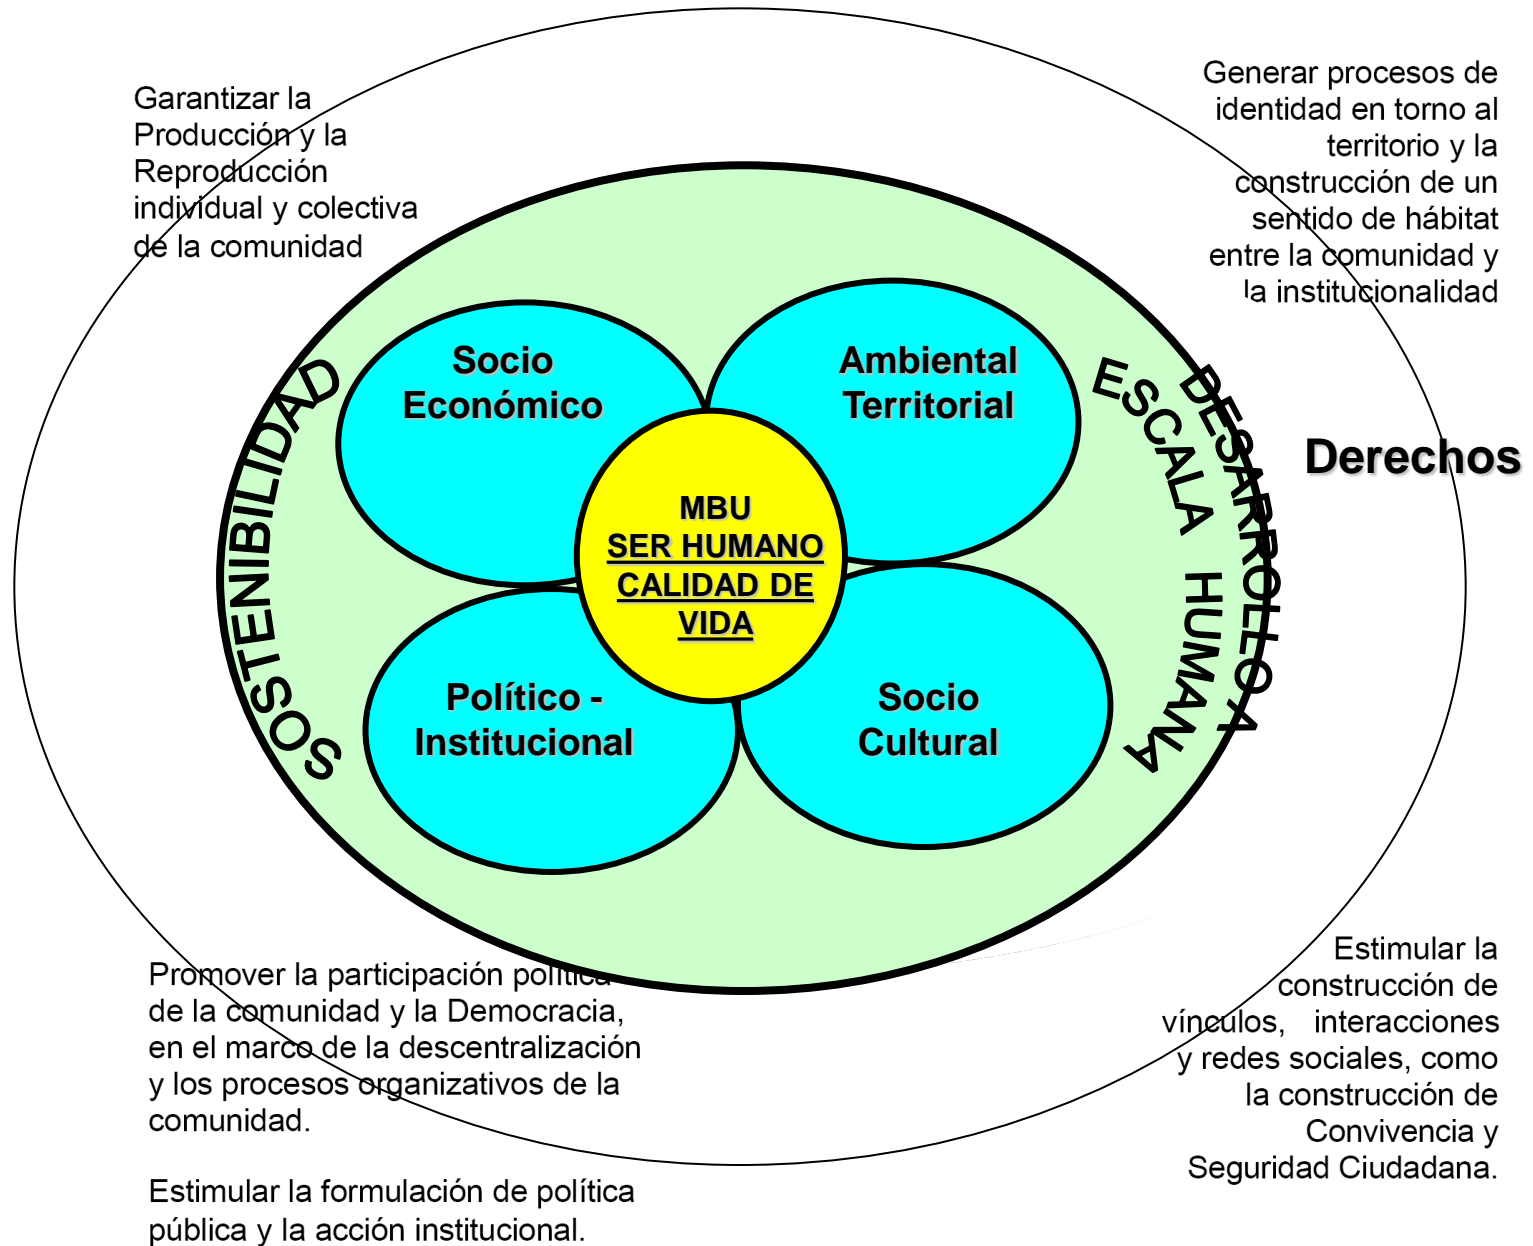 Garantizar la
Producción y la
Reproducción
individual y colectiva
de la comunidad
Generar procesos de
identidad en torno al
territorio y la
construcción de un
sentido de hábitat
entre la comunidad y
la institucionalidad
Socio
Económico
Ambiental
Territorial
SOSTENIBILIDAD
DESARROLLO A
ESCALA HUMANA
Derechos
MBU
SER HUMANO
CALIDAD DE
VIDA
Político -
Institucional
Socio
Cultural
Promover la participación política
de la comunidad y la Democracia,
en el marco de la descentralización
y los procesos organizativos de la
comunidad.
Estimular la formulación de política
pública y la acción institucional.
Estimular la
construcción de
vínculos, interacciones
y redes sociales, como
la construcción de
Convivencia y
Seguridad Ciudadana.